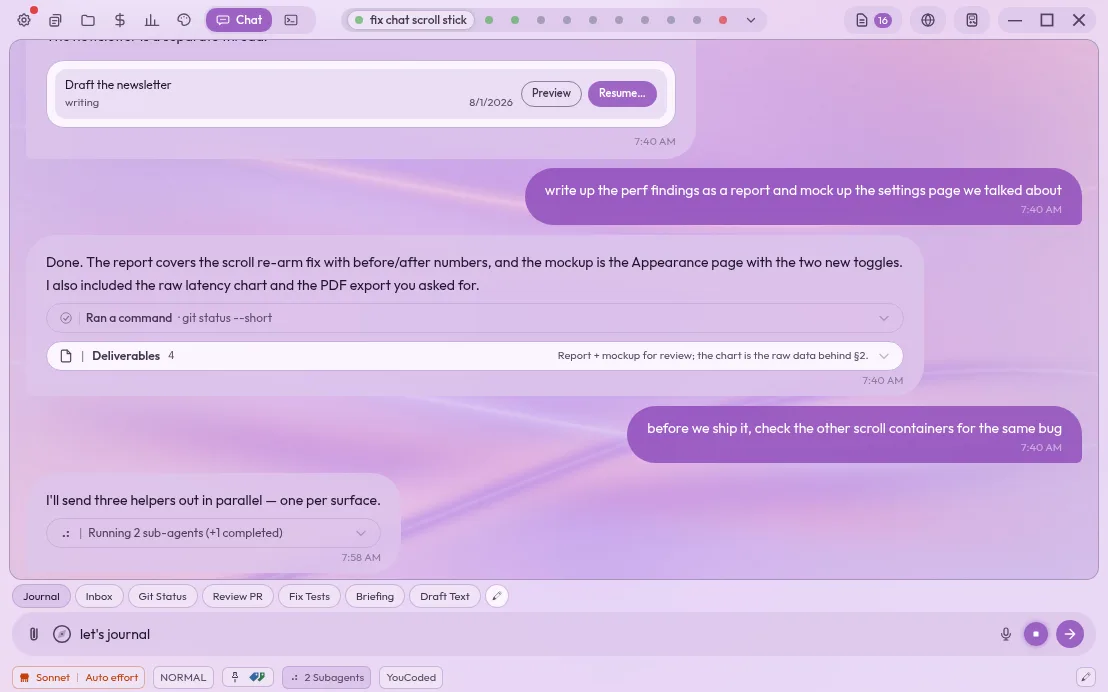 Chat
fix chat scroll stick
16
The newsletter is a separate thread.
Draft the newsletter
writing
8/1/2026
Preview
Resume...
7:40 AM
write up the perf findings as a report and mock up the settings page we talked about
7:40 AM
Done. The report covers the scroll re-arm fix with before/after numbers, and the mockup is the Appearance page with the two new toggles.
I also included the raw latency chart and the PDF export you asked for.
Ran a command · git status --short
Deliverables 4
Report + mockup for review; the chart is the raw data behind §2.
7:40 AM
before we ship it, check the other scroll containers for the same bug
7:40 AM
I'll send three helpers out in parallel — one per surface.
Running 2 sub-agents (+1 completed)
7:58 AM
Journal
Inbox
Git Status
Review PR
Fix Tests
Briefing
Draft Text
let's journal
Sonnet | Auto effort
NORMAL
2 Subagents
YouCoded